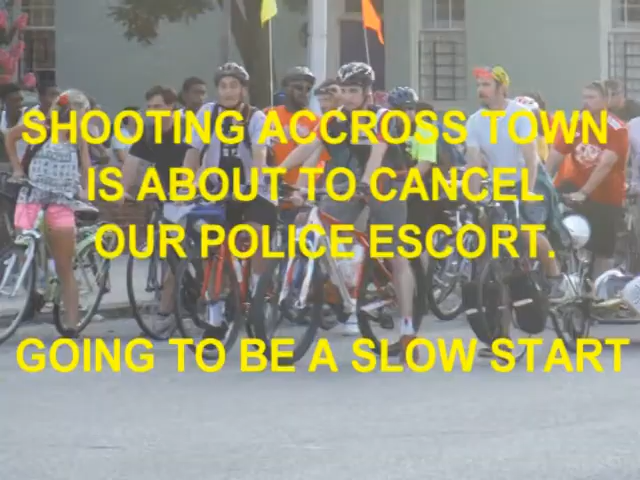 SHOOTING ACCROSS TOWN
IS ABOUT TO CANCEL
OUR POLICE ESCORT.
GOING TO BE A SLOW START